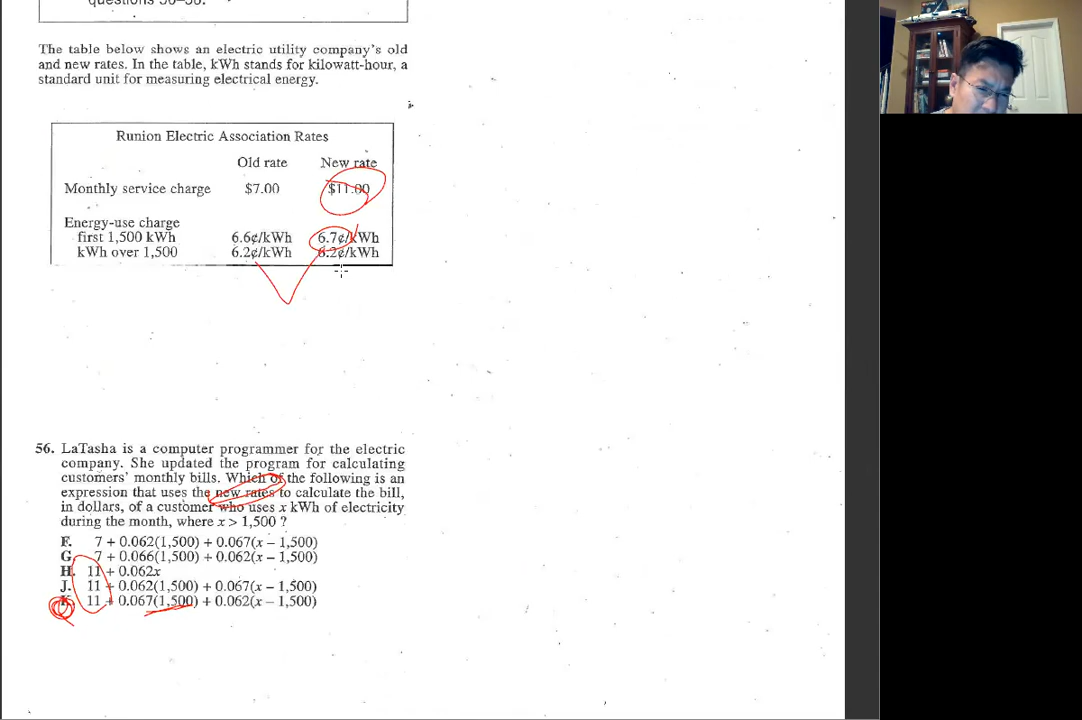 questions 56–58.
The table below shows an electric utility company's old
and new rates. In the table, kWh stands for kilowatt-hour, a
standard unit for measuring electrical energy.
Runion Electric Association Rates
Old rate New rate
Monthly service charge $7.00 $11.00
Energy-use charge
first 1,500 kWh 6.6¢/kWh 6.7¢/kWh
kWh over 1,500 6.2¢/kWh 6.2¢/kWh
56. LaTasha is a computer programmer for the electric
company. She updated the program for calculating
customers' monthly bills. Which of the following is an
expression that uses the new rates to calculate the bill,
in dollars, of a customer who uses x kWh of electricity
during the month, where x > 1,500 ?
F. 7 + 0.062(1,500) + 0.067(x – 1,500)
G. 7 + 0.066(1,500) + 0.062(x – 1,500)
H. 11 + 0.062x
J. 11 + 0.062(1,500) + 0.067(x – 1,500)
K. 11 + 0.067(1,500) + 0.062(x – 1,500)